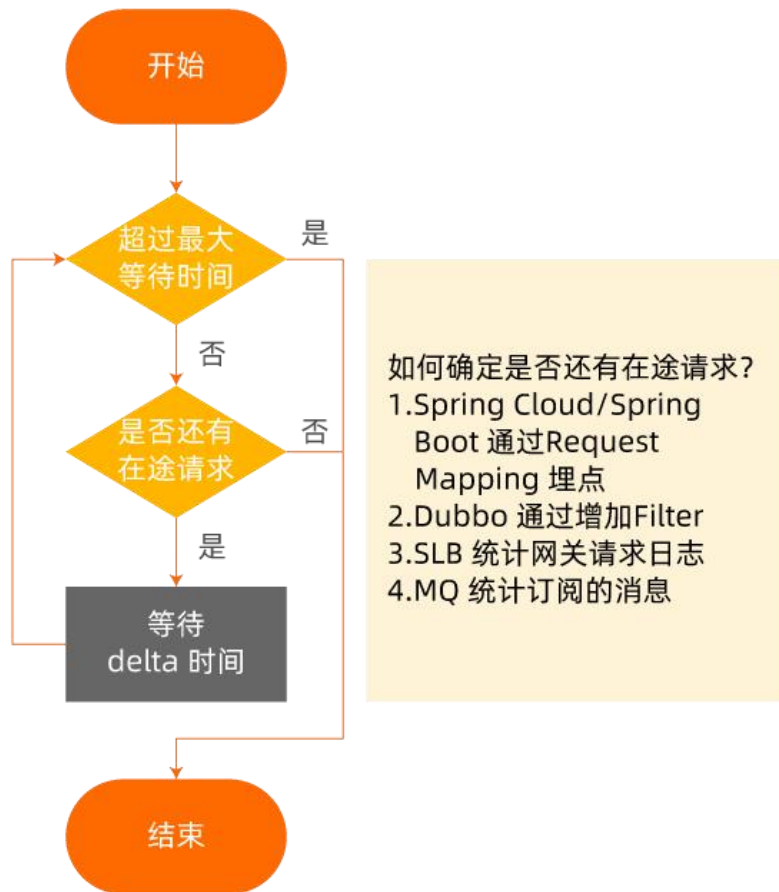 开始
超过最大
等待时间
是
否
是否还有
在途请求
否
是
等待
delta 时间
结束
如何确定是否还有在途请求?
1.Spring Cloud/Spring
Boot 通过Request
Mapping 埋点
2.Dubbo 通过增加Filter
3.SLB 统计网关请求日志
4.MQ 统计订阅的消息